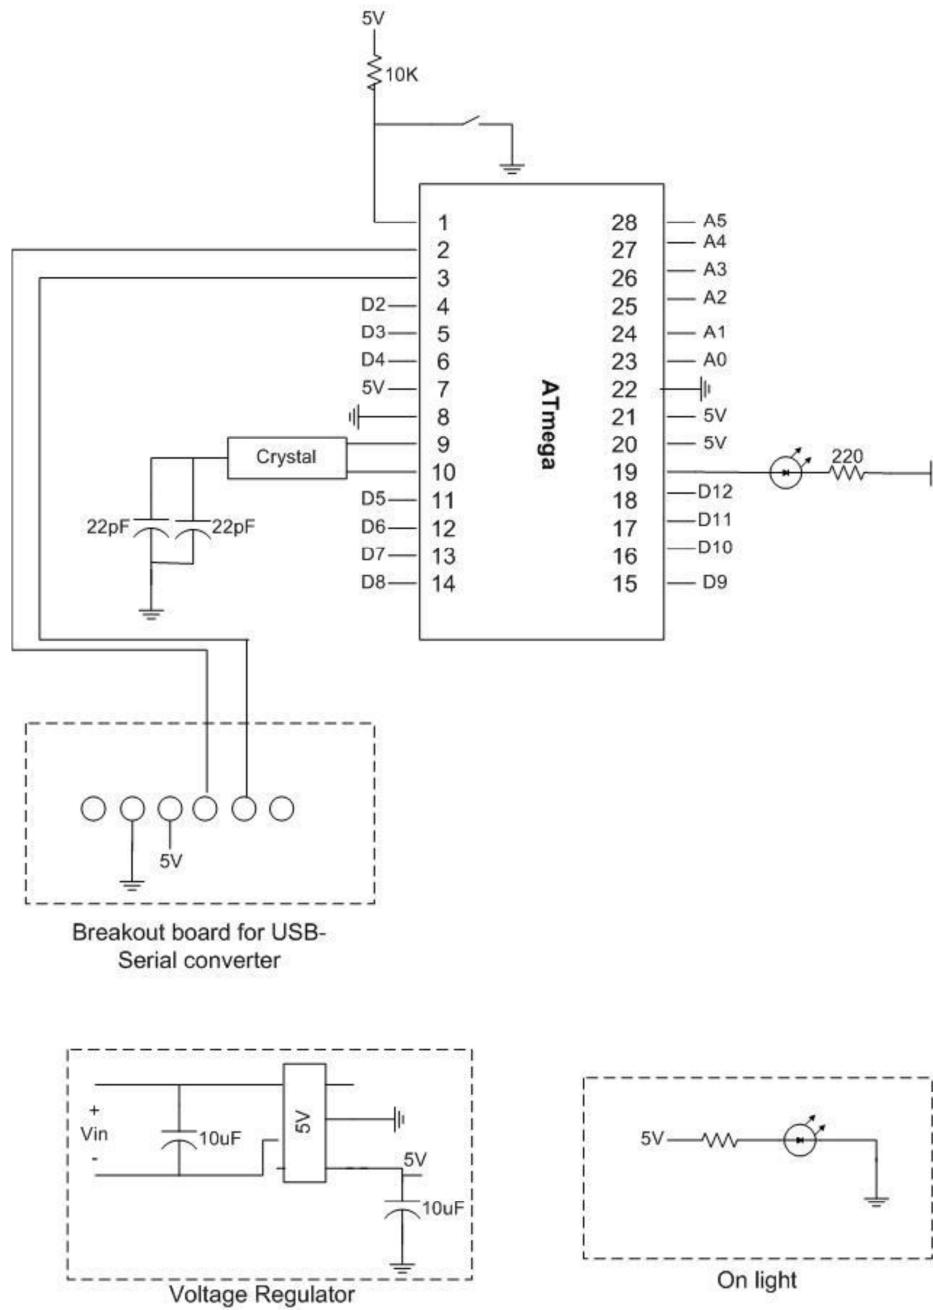 5V
10K
1 28 A5
2 27 A4
3 26 A3
D2 4 25 A2
D3 5 24 A1
D4 6 23 A0
5V 7 22
8 21 5V
9 20 5V
Crystal
10 19 220
D5 11 18 D12
D6 12 17 D11
D7 13 16 D10
D8 14 15 D9
ATmega
22pF 22pF
5V
Breakout board for USB-
Serial converter
+
Vin
-
10uF
5V
5V
10uF
Voltage Regulator
5V
On light